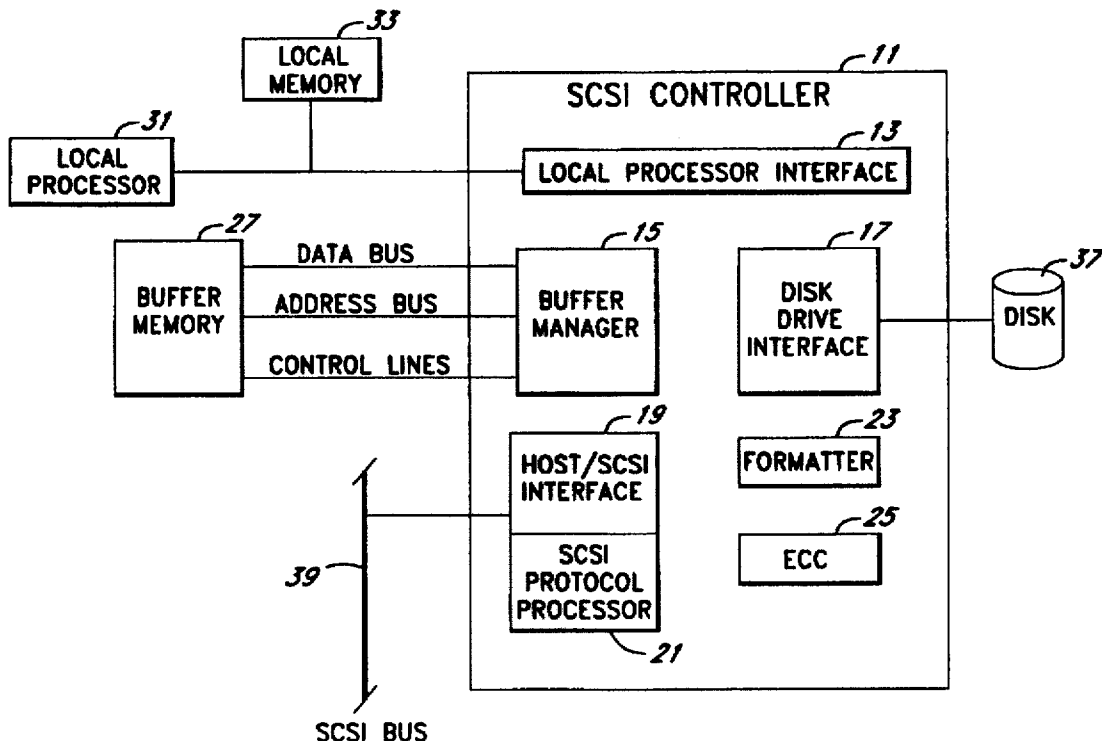 33
LOCAL
MEMORY
11
SCSI CONTROLLER
31
LOCAL
PROCESSOR
13
LOCAL PROCESSOR INTERFACE
27
BUFFER
MEMORY
DATA BUS
ADDRESS BUS
CONTROL LINES
15
BUFFER
MANAGER
17
DISK
DRIVE
INTERFACE
37
DISK
19
HOST/SCSI
INTERFACE
SCSI
PROTOCOL
PROCESSOR
21
23
FORMATTER
25
ECC
39
SCSI BUS